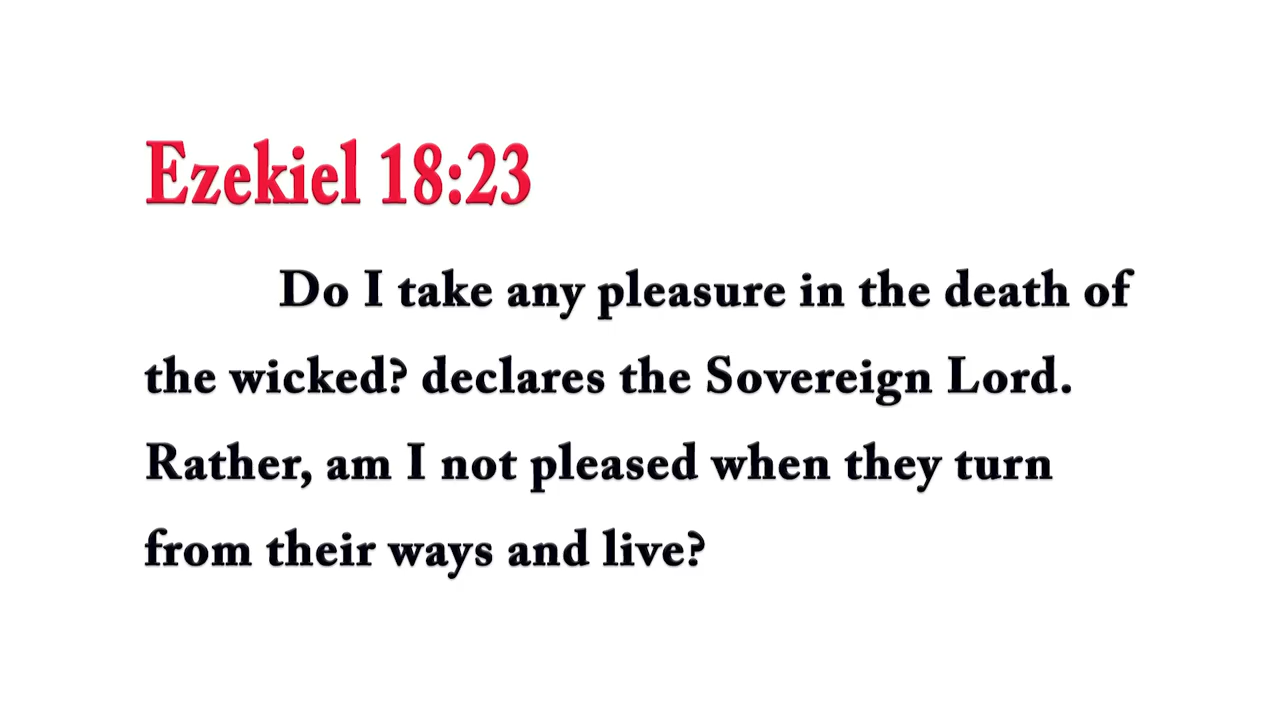 Ezekiel 18:23
Do I take any pleasure in the death of
the wicked? declares the Sovereign Lord.
Rather, am I not pleased when they turn
from their ways and live?